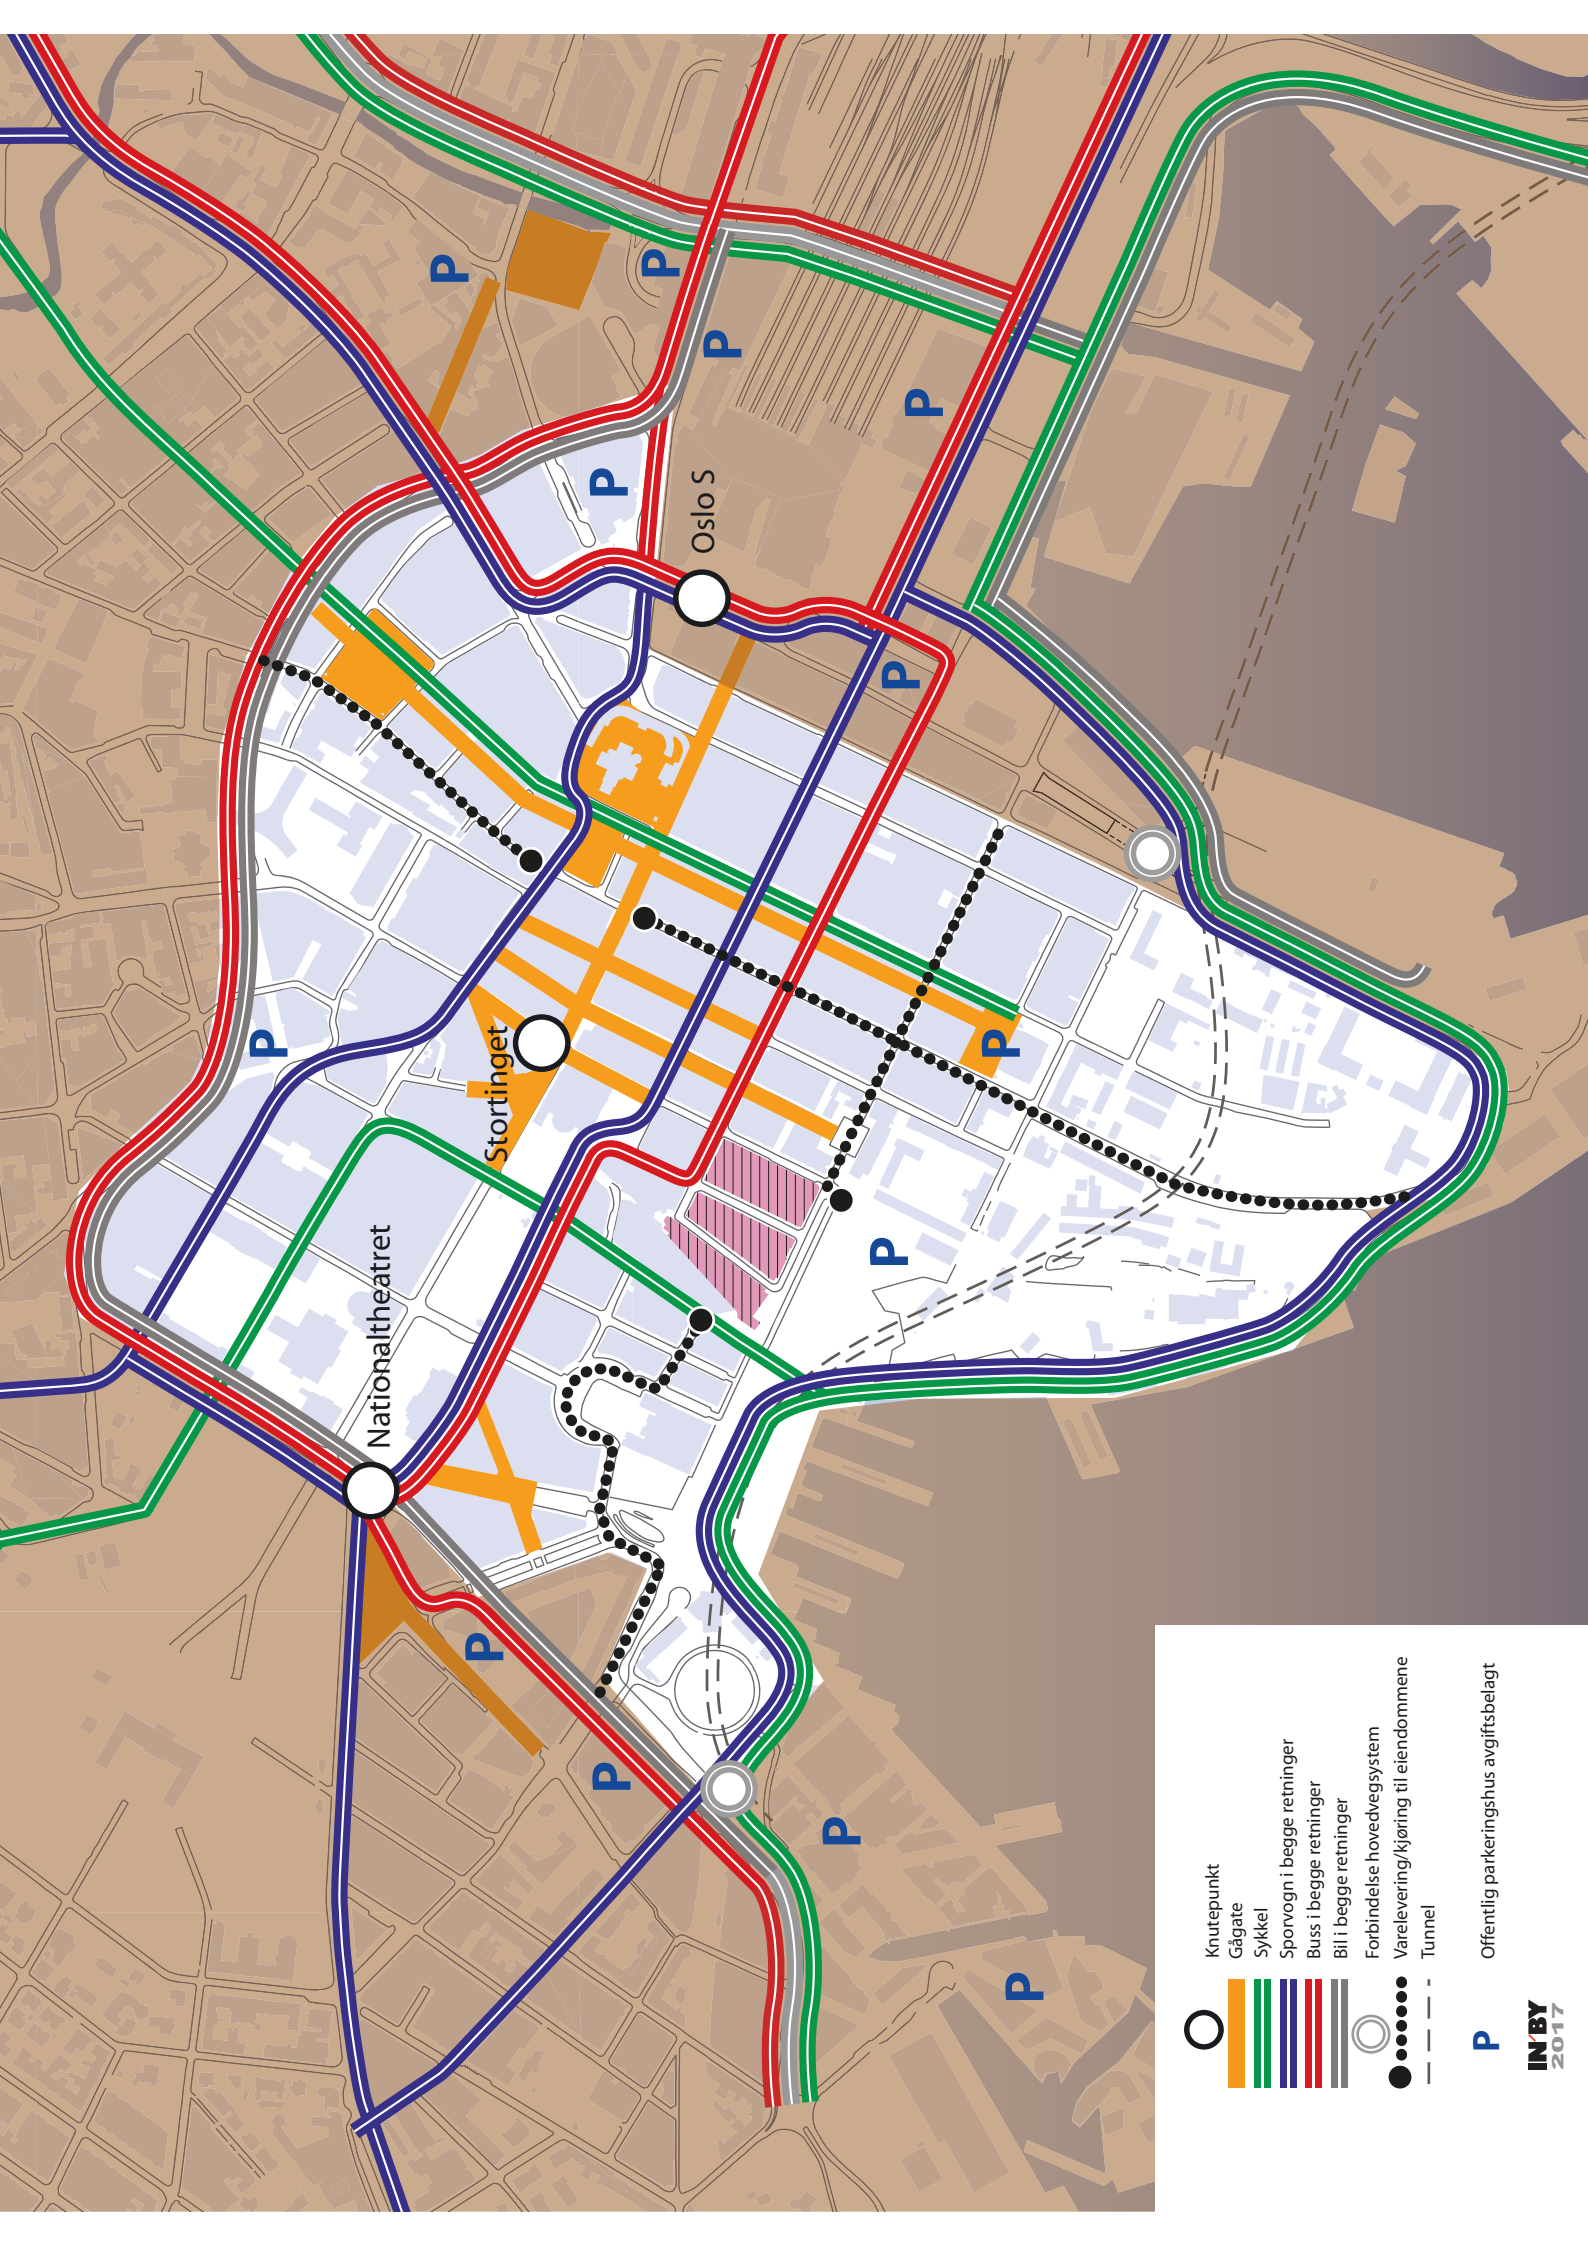 P
Nationaltheatret
P
P
Stortinget
P
P
P
Oslo S
P
P
P
P
P
P
P
Knutepunkt
Gågate
Sykkel
Sporvogn i begge retninger
Buss i begge retninger
Bil i begge retninger
Forbindelse hovedvegsystem
Varelevering/kjøring til eiendommene
Tunnel
P Offentlig parkeringshus avgiftsbelagt
IN'BY
2017